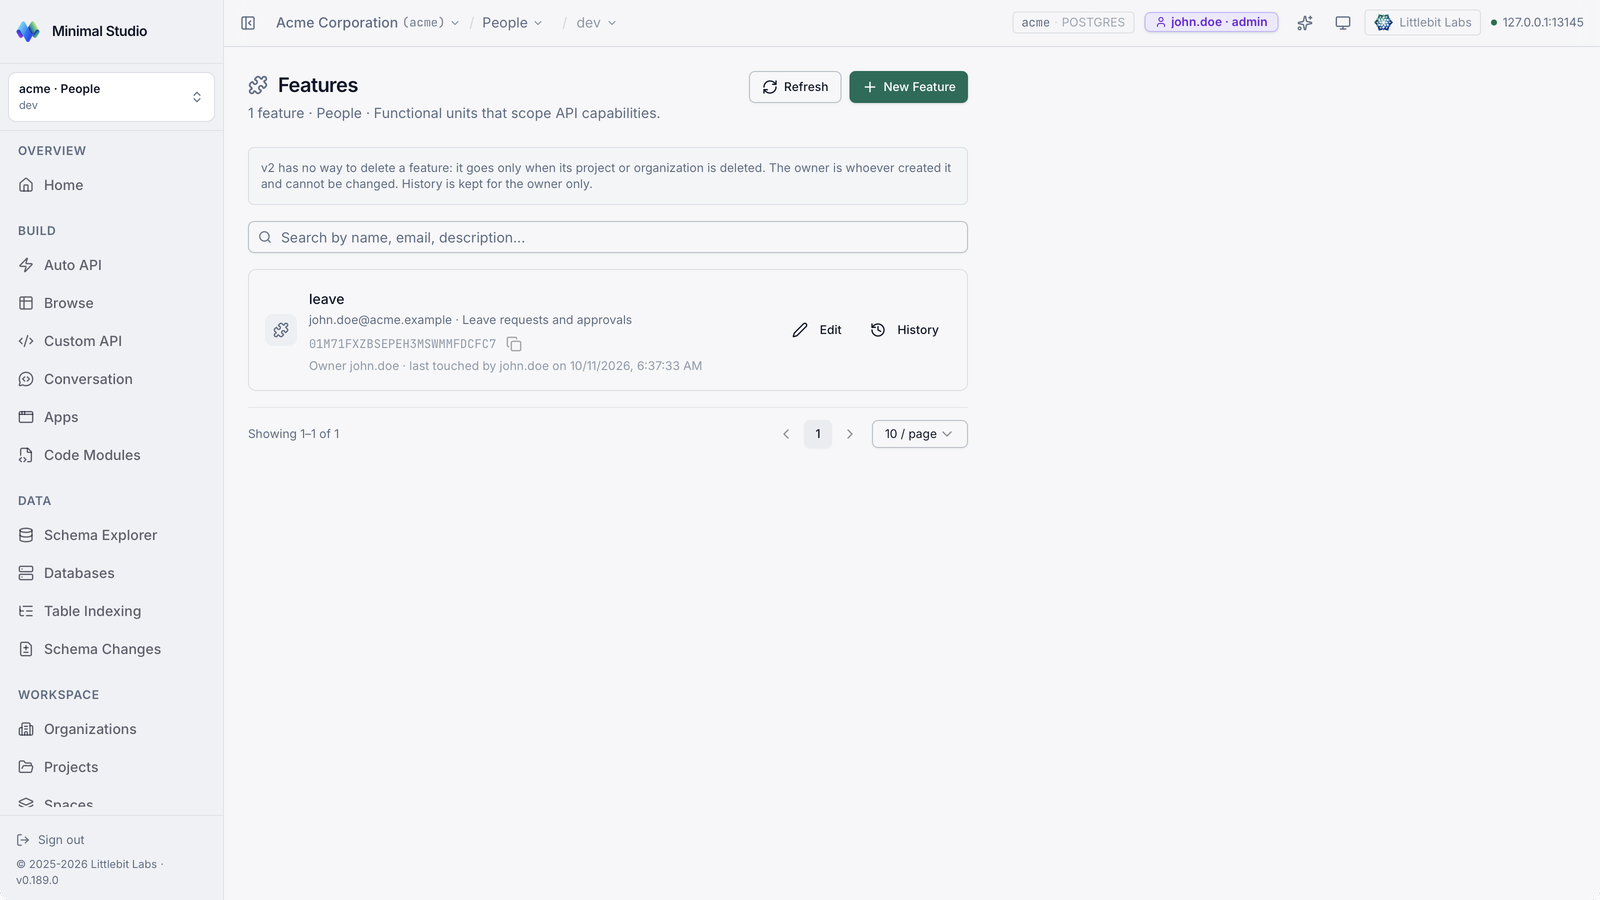 Minimal Studio
acme · People
dev
OVERVIEW
Home
BUILD
Auto API
Browse
Custom API
Conversation
Apps
Code Modules
DATA
Schema Explorer
Databases
Table Indexing
Schema Changes
WORKSPACE
Organizations
Projects
Spaces
Sign out
© 2025-2026 Littlebit Labs ·
v0.189.0
Acme Corporation (acme) / People / dev
acme · POSTGRES
john.doe · admin
Littlebit Labs
127.0.0.1:13145
Features
1 feature · People · Functional units that scope API capabilities.
Refresh
New Feature
v2 has no way to delete a feature: it goes only when its project or organization is deleted. The owner is whoever created it
and cannot be changed. History is kept for the owner only.
Search by name, email, description...
leave
john.doe@acme.example · Leave requests and approvals
01M71FXZBSEPEH3MSWMMFDCFC7
Owner john.doe · last touched by john.doe on 10/11/2026, 6:37:33 AM
Edit
History
Showing 1–1 of 1
1
10 / page